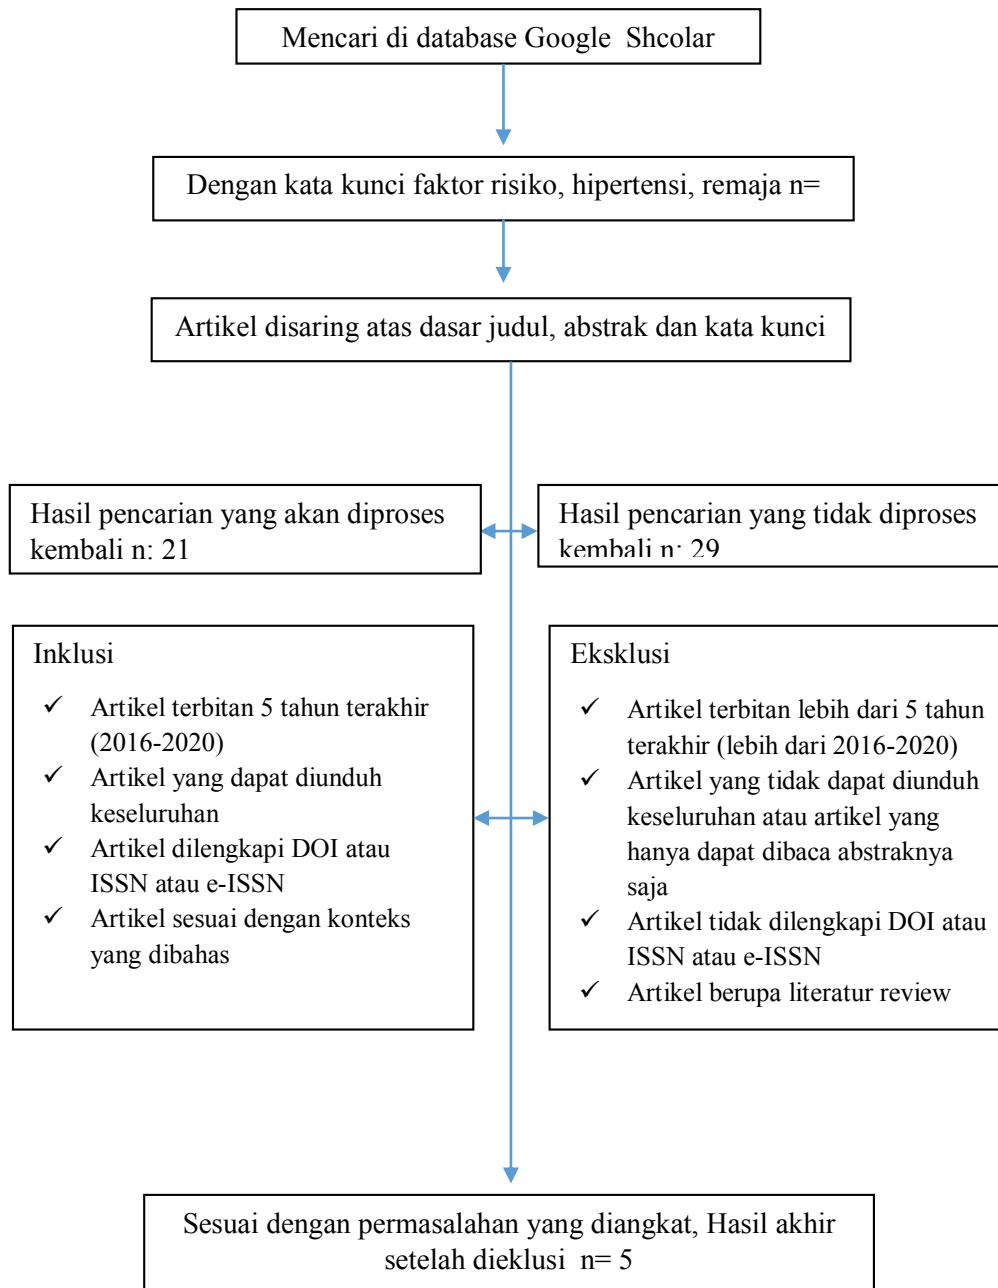 Mencari di database Google Shcolar
Dengan kata kunci faktor risiko, hipertensi, remaja n=
Artikel disaring atas dasar judul, abstrak dan kata kunci
Hasil pencarian yang akan diproses
kembali n: 21
Hasil pencarian yang tidak diproses
kembali n: 29
Inklusi
✓ Artikel terbitan 5 tahun terakhir
(2016-2020)
✓ Artikel yang dapat diunduh
keseluruhan
✓ Artikel dilengkapi DOI atau
ISSN atau e-ISSN
✓ Artikel sesuai dengan konteks
yang dibahas
Eksklusi
✓ Artikel terbitan lebih dari 5 tahun
terakhir (lebih dari 2016-2020)
✓ Artikel yang tidak dapat diunduh
keseluruhan atau artikel yang
hanya dapat dibaca abstraknya
saja
✓ Artikel tidak dilengkapi DOI atau
ISSN atau e-ISSN
✓ Artikel berupa literatur review
Sesuai dengan permasalahan yang diangkat, Hasil akhir
setelah dieklusi n= 5